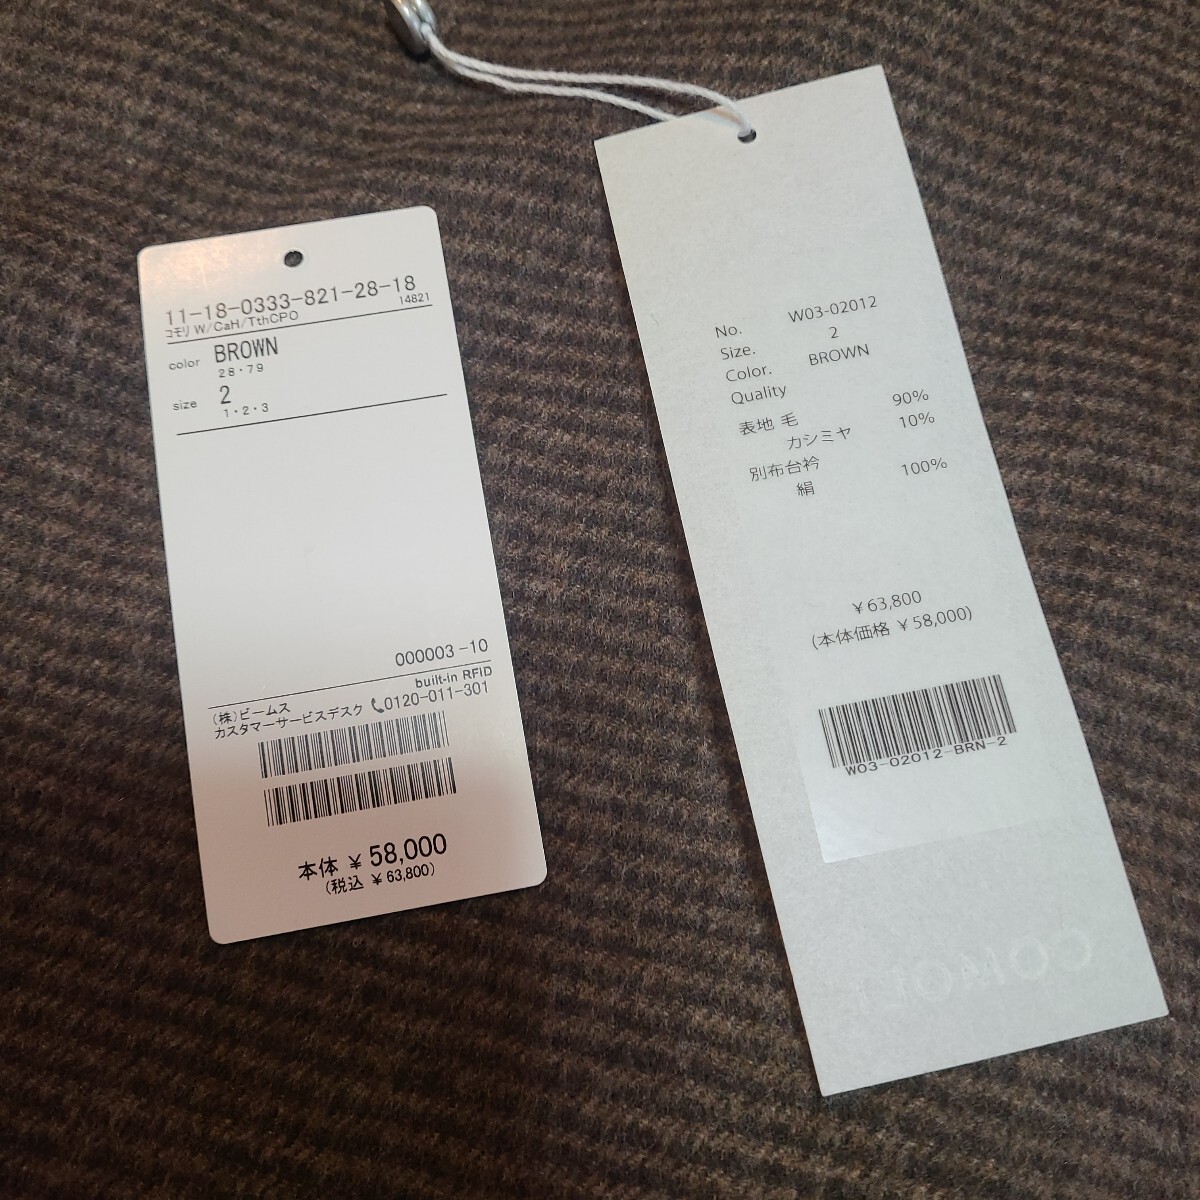 11-18-0333-821-28-18
コモリ W/CaH/TthCPO 14821
color BROWN
28・79
size 2
1・2・3
000003 -10
built-in RFID
(株)ビームス
カスタマーサービスデスク 0120-011-301
本体 ¥ 58,000
(税込 ¥ 63,800)
No. W03-02012
Size. 2
Color. BROWN
Quality
表地 毛 90%
カシミヤ 10%
別布台衿
絹 100%
¥ 63,800
(本体価格 ¥ 58,000)
W03-02012-BRN-2
COMOLI